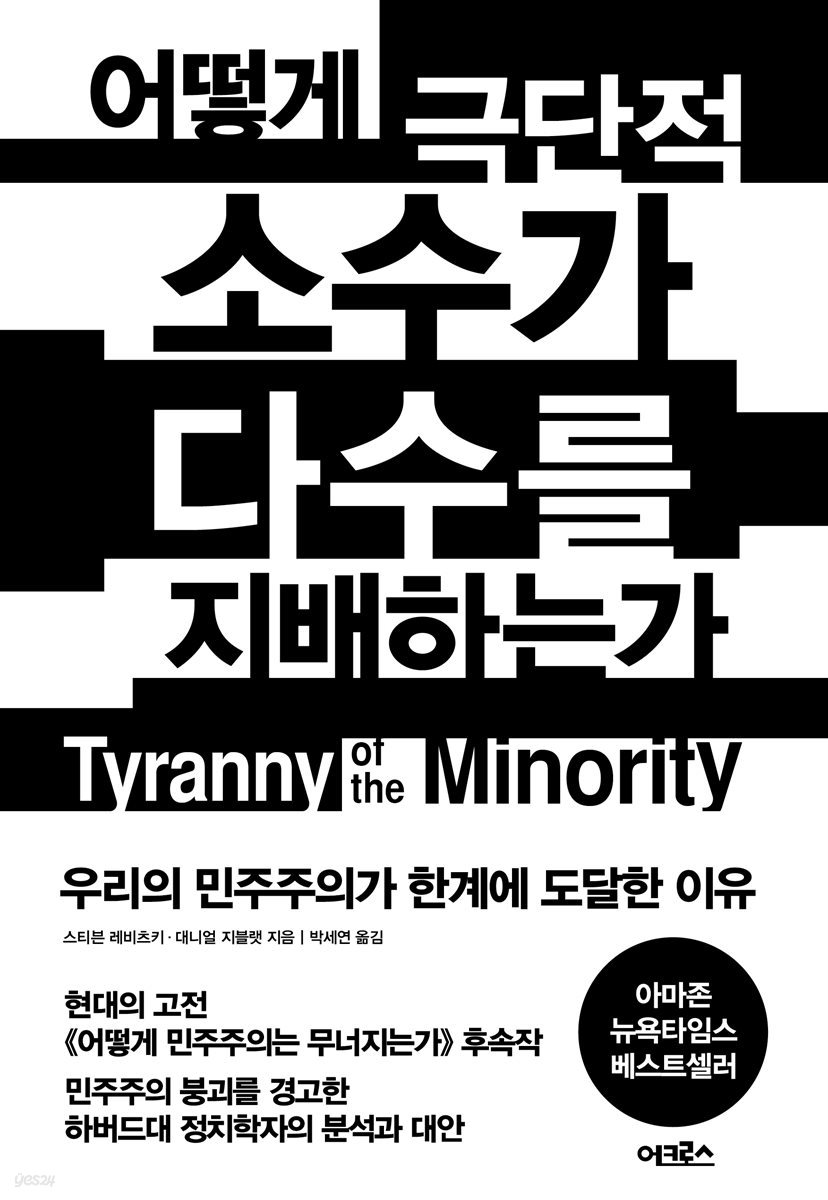 어떻게 극단적
소수가
다수를
지배하는가
Tyranny of the Minority
우리의 민주주의가 한계에 도달한 이유
스티븐 레비츠키 · 대니얼 지블랫 지음 | 박세연 옮김
현대의 고전
《어떻게 민주주의는 무너지는가》 후속작
민주주의 붕괴를 경고한
하버드대 정치학자의 분석과 대안
아마존
뉴욕타임스
베스트셀러
어크로스
yes24